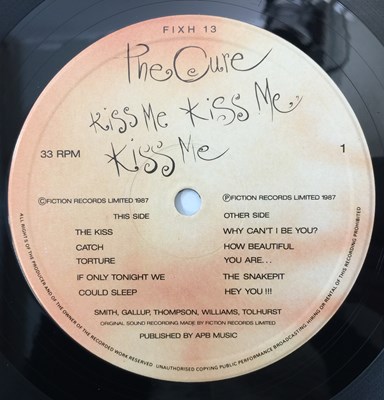 FIXH 13
The Cure
Kiss Me Kiss Me
Kiss Me
33 RPM
1
Ⓒ FICTION RECORDS LIMITED 1987
Ⓟ FICTION RECORDS LIMITED 1987
THIS SIDE
OTHER SIDE
THE KISS
WHY CAN'T I BE YOU?
CATCH
HOW BEAUTIFUL
TORTURE
YOU ARE...
IF ONLY TONIGHT WE
THE SNAKEPIT
COULD SLEEP
HEY YOU !!!
SMITH, GALLUP, THOMPSON, WILLIAMS, TOLHURST
ORIGINAL SOUND RECORDING MADE BY FICTION RECORDS LIMITED
PUBLISHED BY APB MUSIC
ALL RIGHTS OF THE PRODUCER AND OF THE OWNER OF THE RECORDED WORK RESERVED UNAUTHORISED COPYING PUBLIC PERFORMANCE BROADCASTING HIRING OR RENTAL OF THIS RECORD PROHIBITED